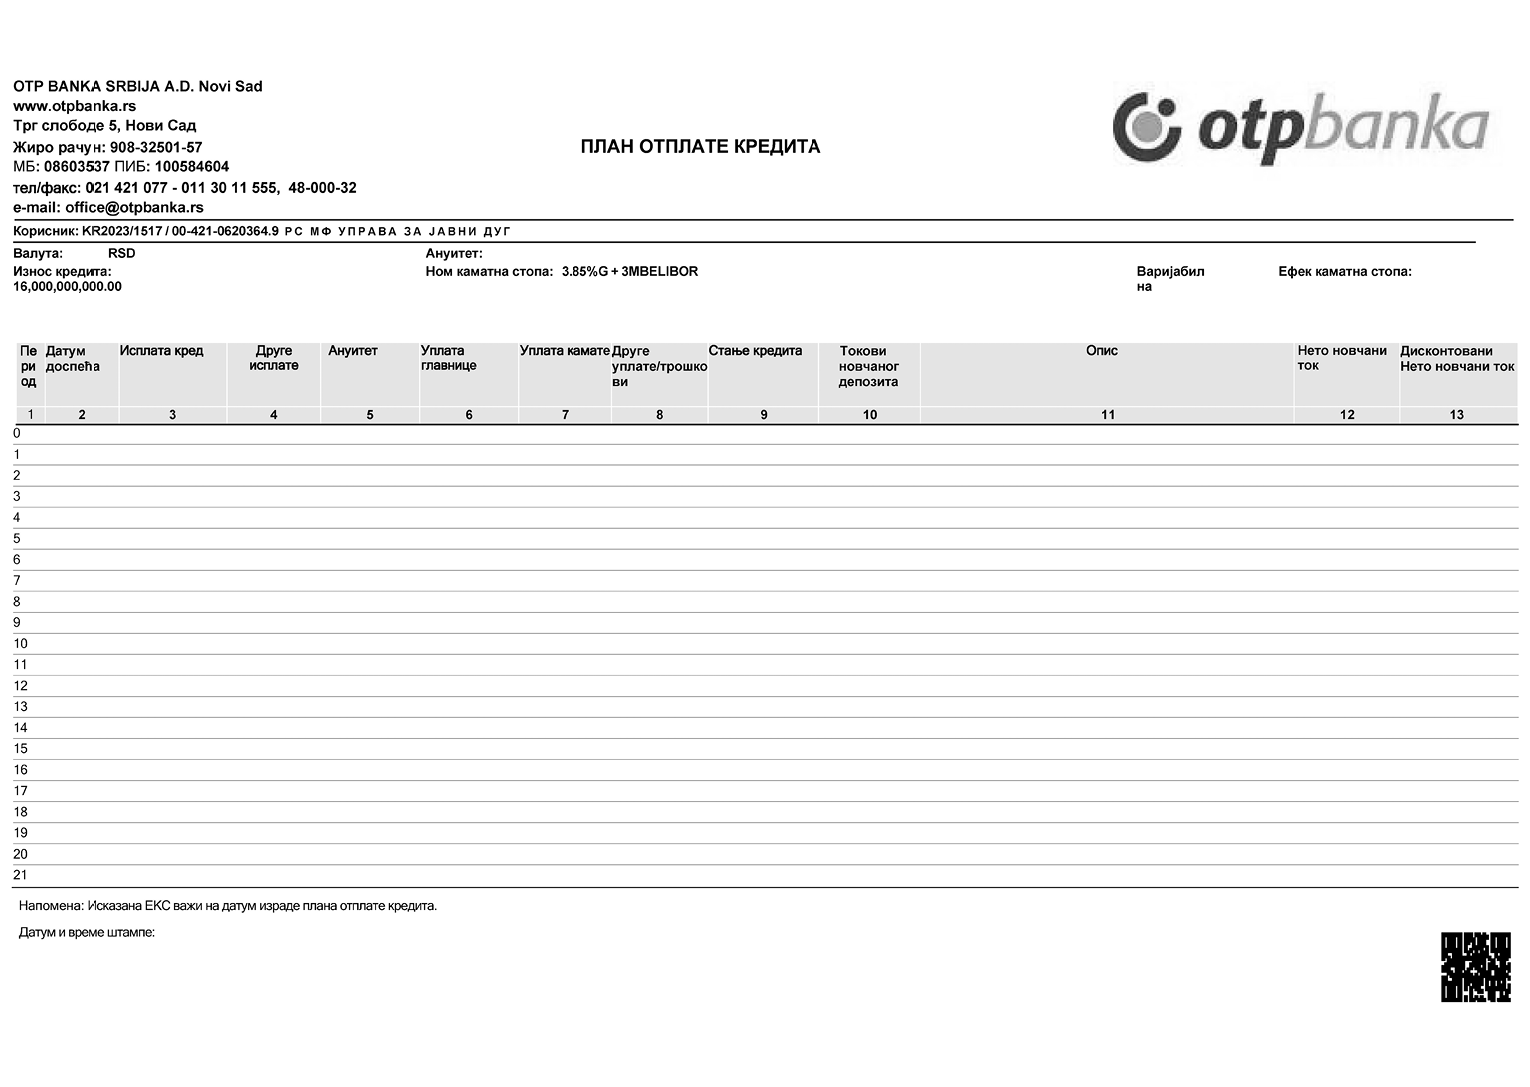 OTP BANKA SRBIJA A.D. Novi Sad
www.otpbanka.rs
Трг слободе 5, Нови Сад
Жиро рачун: 908-32501-57
МБ: 08603537 ПИБ: 100584604
тел/факс: 021 421 077 - 011 30 11 555, 48-000-32
e-mail: office@otpbanka.rs
ПЛАН ОТПЛАТЕ КРЕДИТА
otpbanka
Корисник: KR2023/1517 / 00-421-0620364.9 РС МФ УПРАВА ЗА ЈАВНИ ДУГ
Валута: RSD Ануитет:
Износ кредита: Ном каматна стопа: 3.85%G + 3MBELIBOR Варијабил Ефек каматна стопа:
16,000,000,000.00 на
Пе Датум Исплата кред Друге Ануитет Уплата Уплата камате Друге Стање кредита Токови Опис Нето новчани Дисконтовани
ри доспећа исплате главнице уплате/трошко новчаног ток Нето новчани ток
од ви депозита
1 2 3 4 5 6 7 8 9 10 11 12 13
0
1
2
3
4
5
6
7
8
9
10
11
12
13
14
15
16
17
18
19
20
21
Напомена: Исказана ЕКС важи на датум израде плана отплате кредита.
Датум и време штампе: